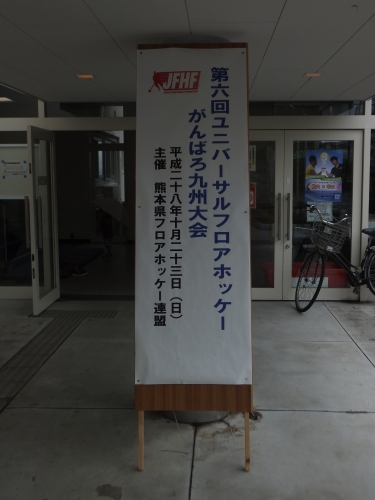 JFHF
第六回ユニバーサルフロアホッケー
がんばろ九州大会
平成二十八年十月二十三日（日）
主催　熊本県フロアホッケー連盟